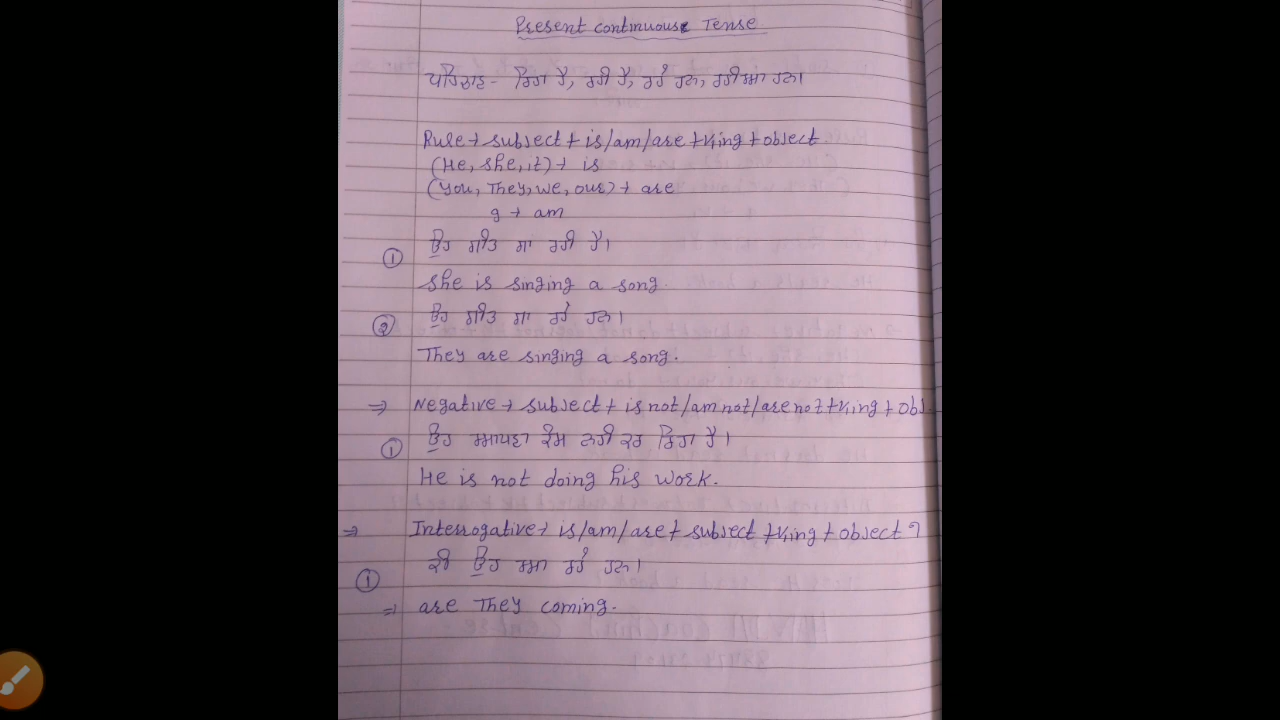 Present continuous Tense
ਪਹਿਚਾਣ - ਰਿਹਾ ਹੈ, ਰਹੀ ਹੈ, ਰਹੇ ਹਨ, ਰਹੀਆ ਹਨ।
Rule → subject + is/am/are + V₁ing + object
(He, she, it) → is
(You, They, we, our) → are
I → am
① ਉਹ ਗੀਤ ਗਾ ਰਹੀ ਹੈ।
She is singing a song.
② ਉਹ ਗੀਤ ਗਾ ਰਹੇ ਹਨ।
They are singing a song.
⇒ Negative → subject + is not/am not/are not + V₁ing + Obj.
① ਉਹ ਆਪਣਾ ਕੰਮ ਨਹੀ ਕਰ ਰਿਹਾ ਹੈ।
He is not doing his work.
⇒ Interrogative → is/am/are + subject + V₁ing + object ?
① ਕੀ ਉਹ ਆ ਰਹੇ ਹਨ।
⇒ are They coming.